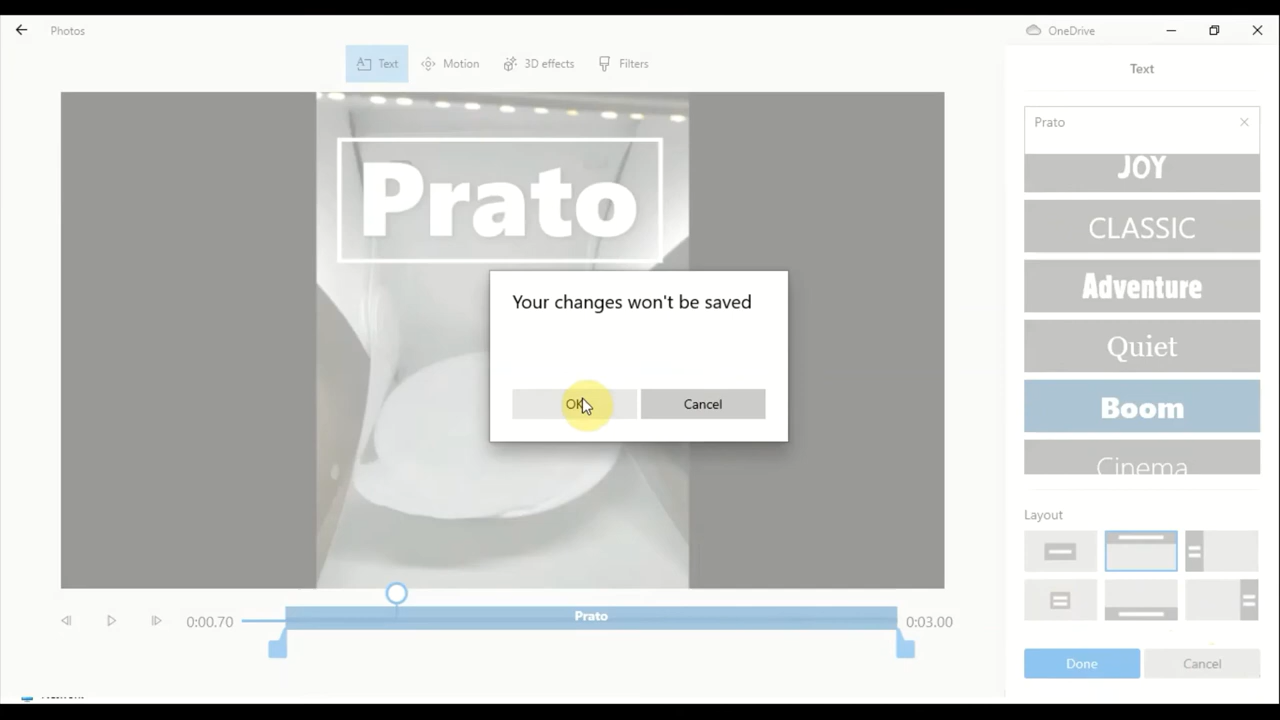 Photos
OneDrive
Text
Motion
3D effects
Filters
Text
Prato
JOY
CLASSIC
Adventure
Quiet
Boom
Cinema
Prato
Your changes won't be saved
OK
Cancel
Layout
0:00.70
Prato
0:03.00
Done
Cancel